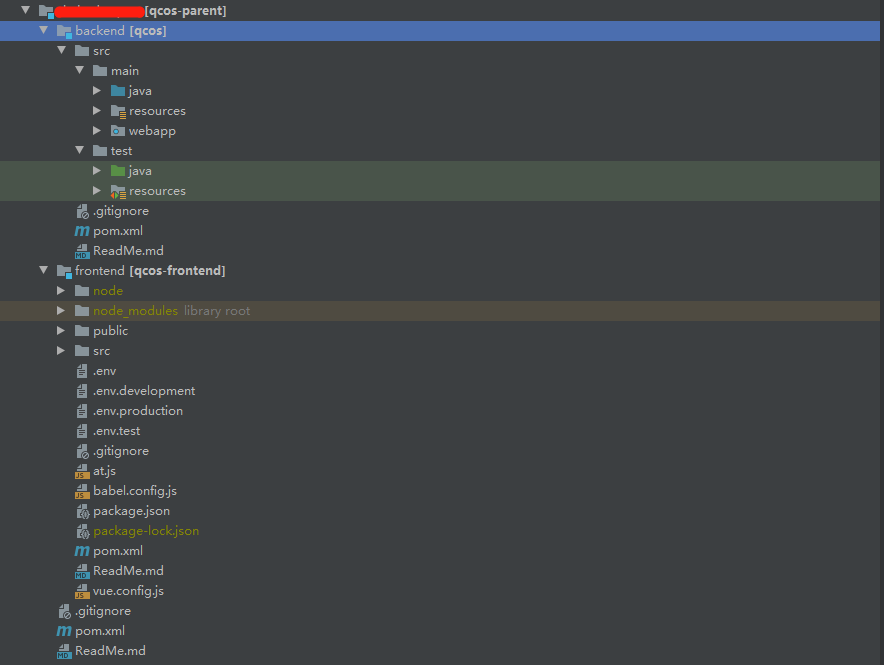 [qcos-parent]
backend [qcos]
src
main
java
resources
webapp
test
java
resources
.gitignore
pom.xml
ReadMe.md
frontend [qcos-frontend]
node
node_modules library root
public
src
.env
.env.development
.env.production
.env.test
.gitignore
at.js
babel.config.js
package.json
package-lock.json
pom.xml
ReadMe.md
vue.config.js
.gitignore
pom.xml
ReadMe.md